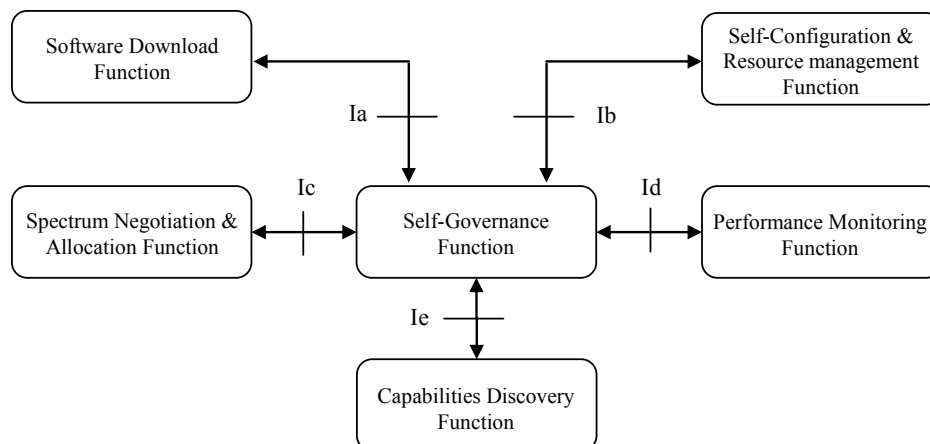 Software Download
Function
Self-Configuration &
Resource management
Function
Ia
Ib
Spectrum Negotiation &
Allocation Function
Ic
Self-Governance
Function
Id
Performance Monitoring
Function
Ie
Capabilities Discovery
Function